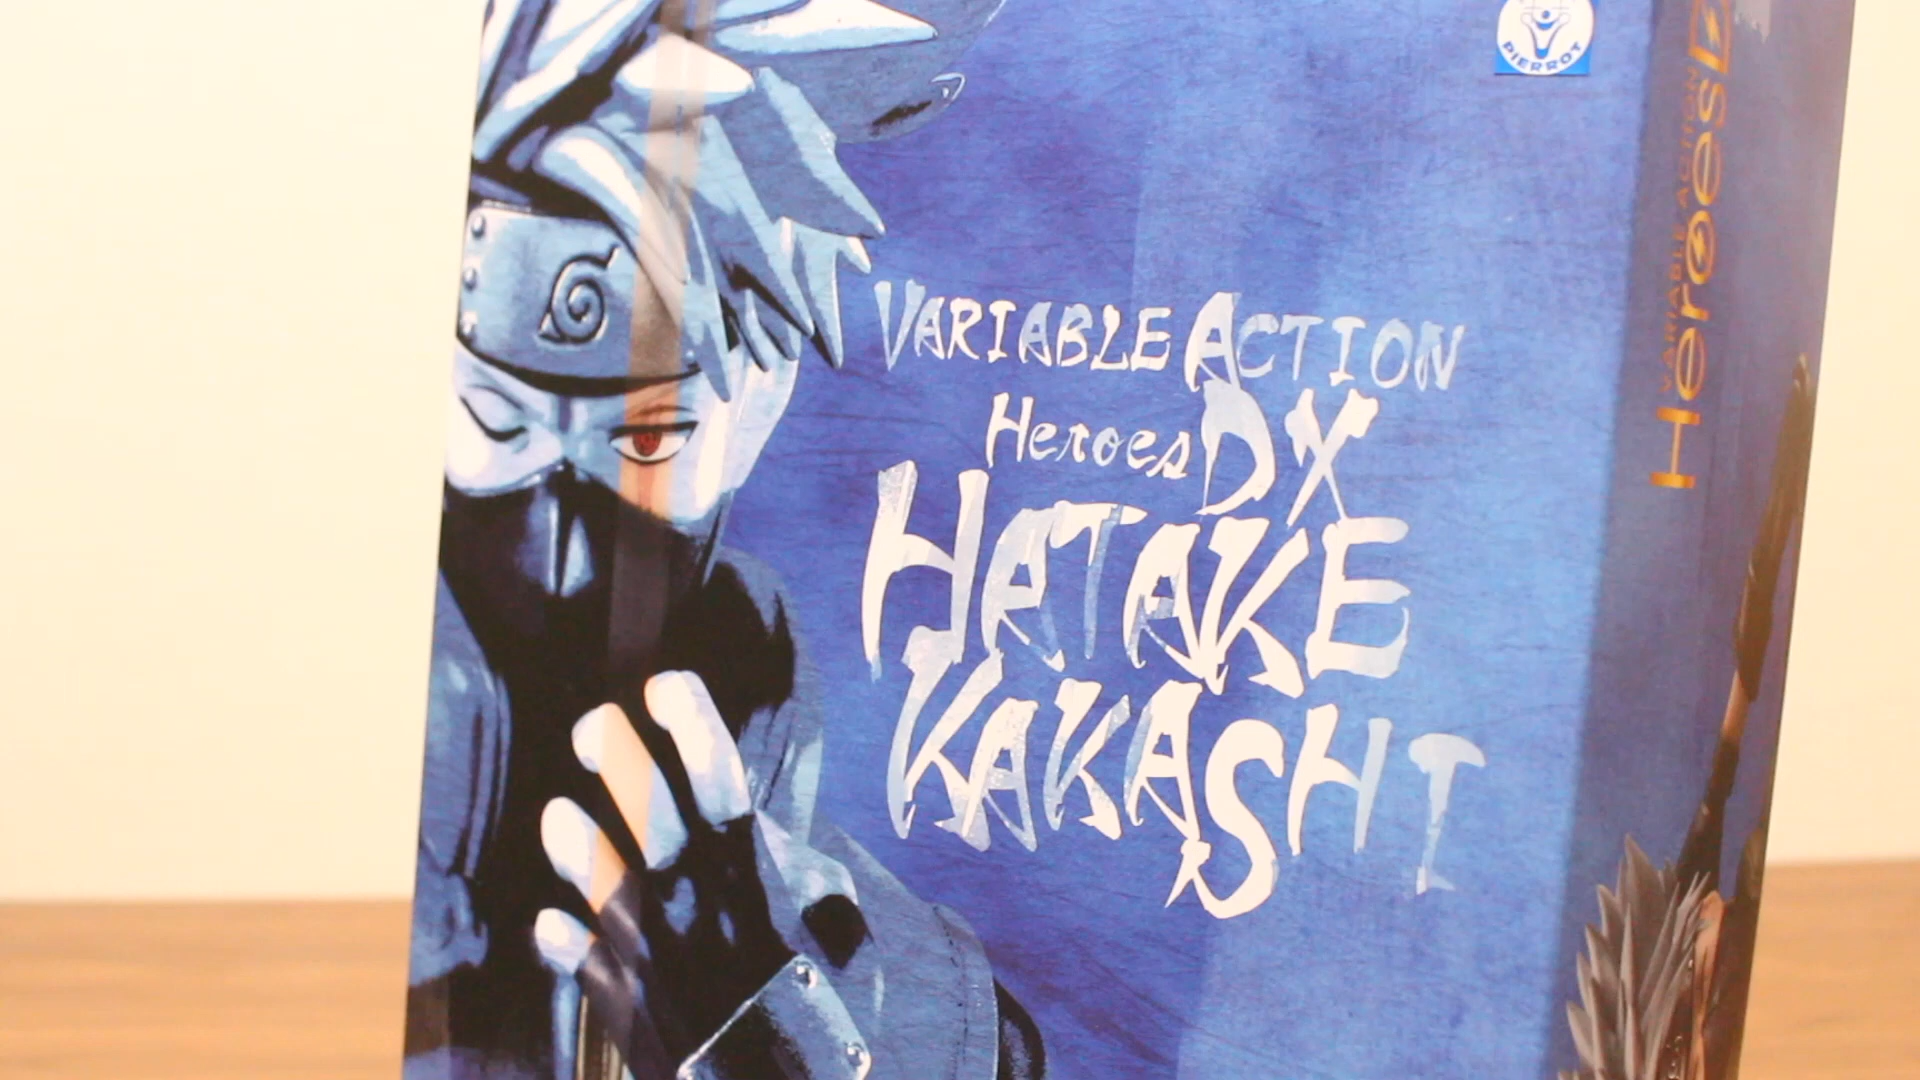 PIERROT
VARIABLE ACTION
Heroes DX
HATAKE
KAKASHI
VARIABLE ACTION
Heroes